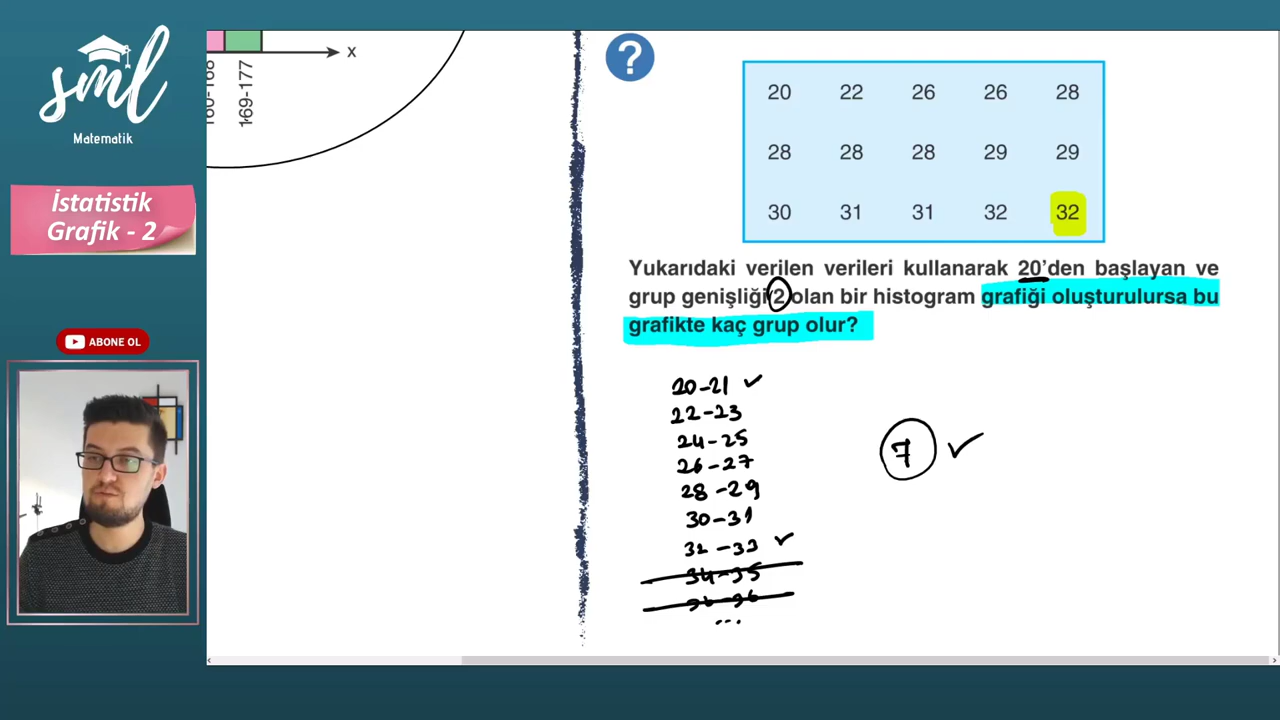 sml
Matematik
İstatistik
Grafik - 2
ABONE OL
x
160-168
169-177
?
20 22 26 26 28
28 28 28 29 29
30 31 31 32 32
Yukarıdaki verilen verileri kullanarak 20'den başlayan ve
grup genişliği 2 olan bir histogram grafiği oluşturulursa bu
grafikte kaç grup olur?
20-21 ✓
22-23
24-25
26-27
28-29
30-31
32-33 ✓
34-35
...
7 ✓